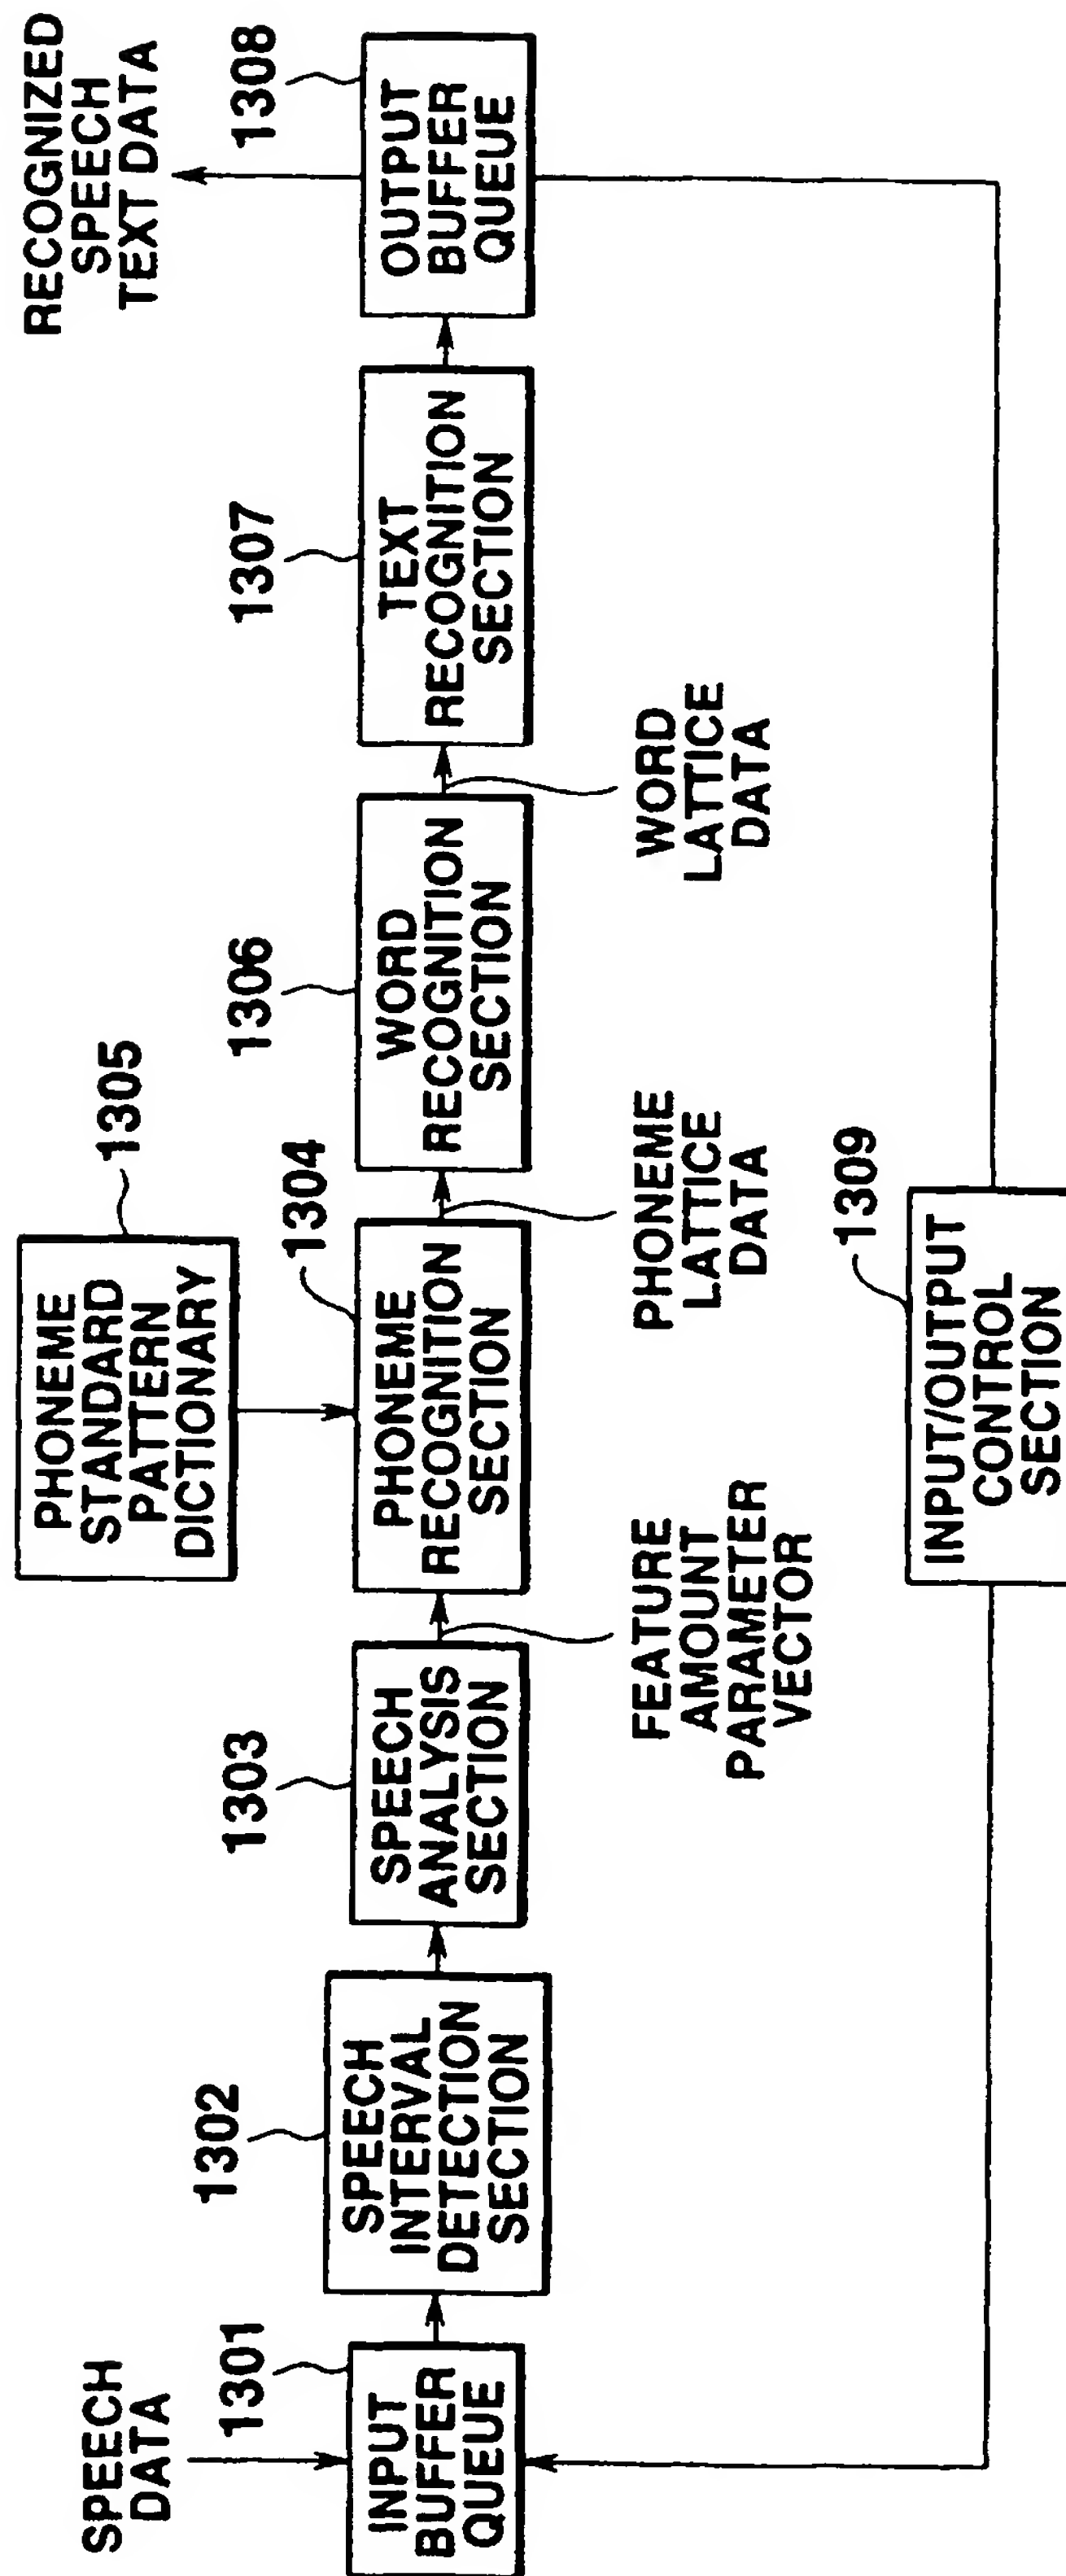 SPEECH
DATA
1301
INPUT
BUFFER
QUEUE
1302
SPEECH
INTERVAL
DETECTION
SECTION
1303
SPEECH
ANALYSIS
SECTION
FEATURE
AMOUNT
PARAMETER
VECTOR
PHONEME
STANDARD
PATTERN
DICTIONARY
1305
1304
PHONEME
RECOGNITION
SECTION
PHONEME
LATTICE
DATA
1306
WORD
RECOGNITION
SECTION
WORD
LATTICE
DATA
1307
TEXT
RECOGNITION
SECTION
RECOGNIZED
SPEECH
TEXT DATA
1308
OUTPUT
BUFFER
QUEUE
1309
INPUT/OUTPUT
CONTROL
SECTION